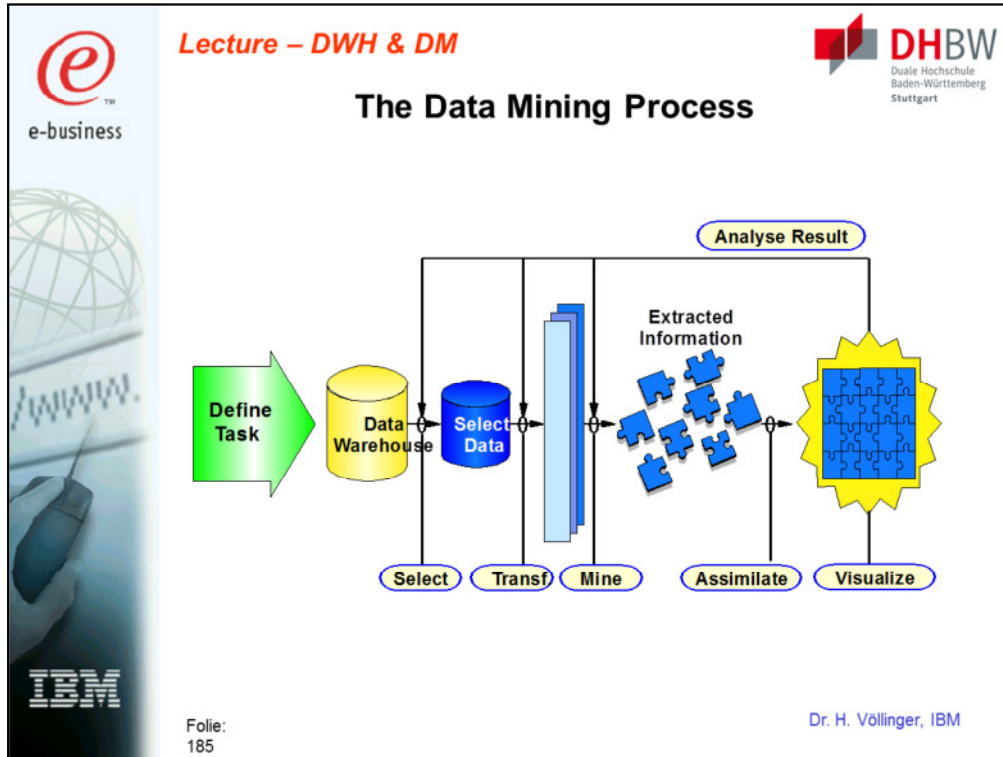 e
TM
e-business
Lecture – DWH & DM
DHBW
Duale Hochschule
Baden-Württemberg
Stuttgart
The Data Mining Process
Analyse Result
Extracted
Information
Define
Task
Data
Warehouse
Select
Data
Select
Transf
Mine
Assimilate
Visualize
IBM
Folie:
185
Dr. H. Völlinger, IBM